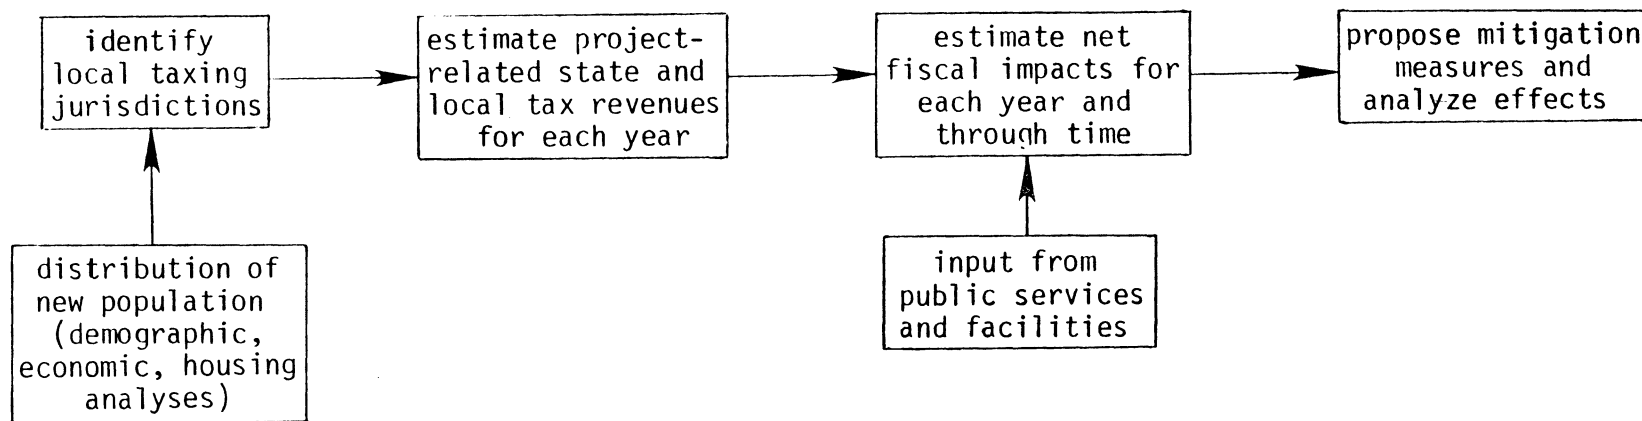 identify
local taxing
jurisdictions
estimate project-
related state and
local tax revenues
for each year
estimate net
fiscal impacts for
each year and
through time
propose mitigation
measures and
analyze effects
distribution of
new population
(demographic,
economic, housing
analyses)
input from
public services
and facilities